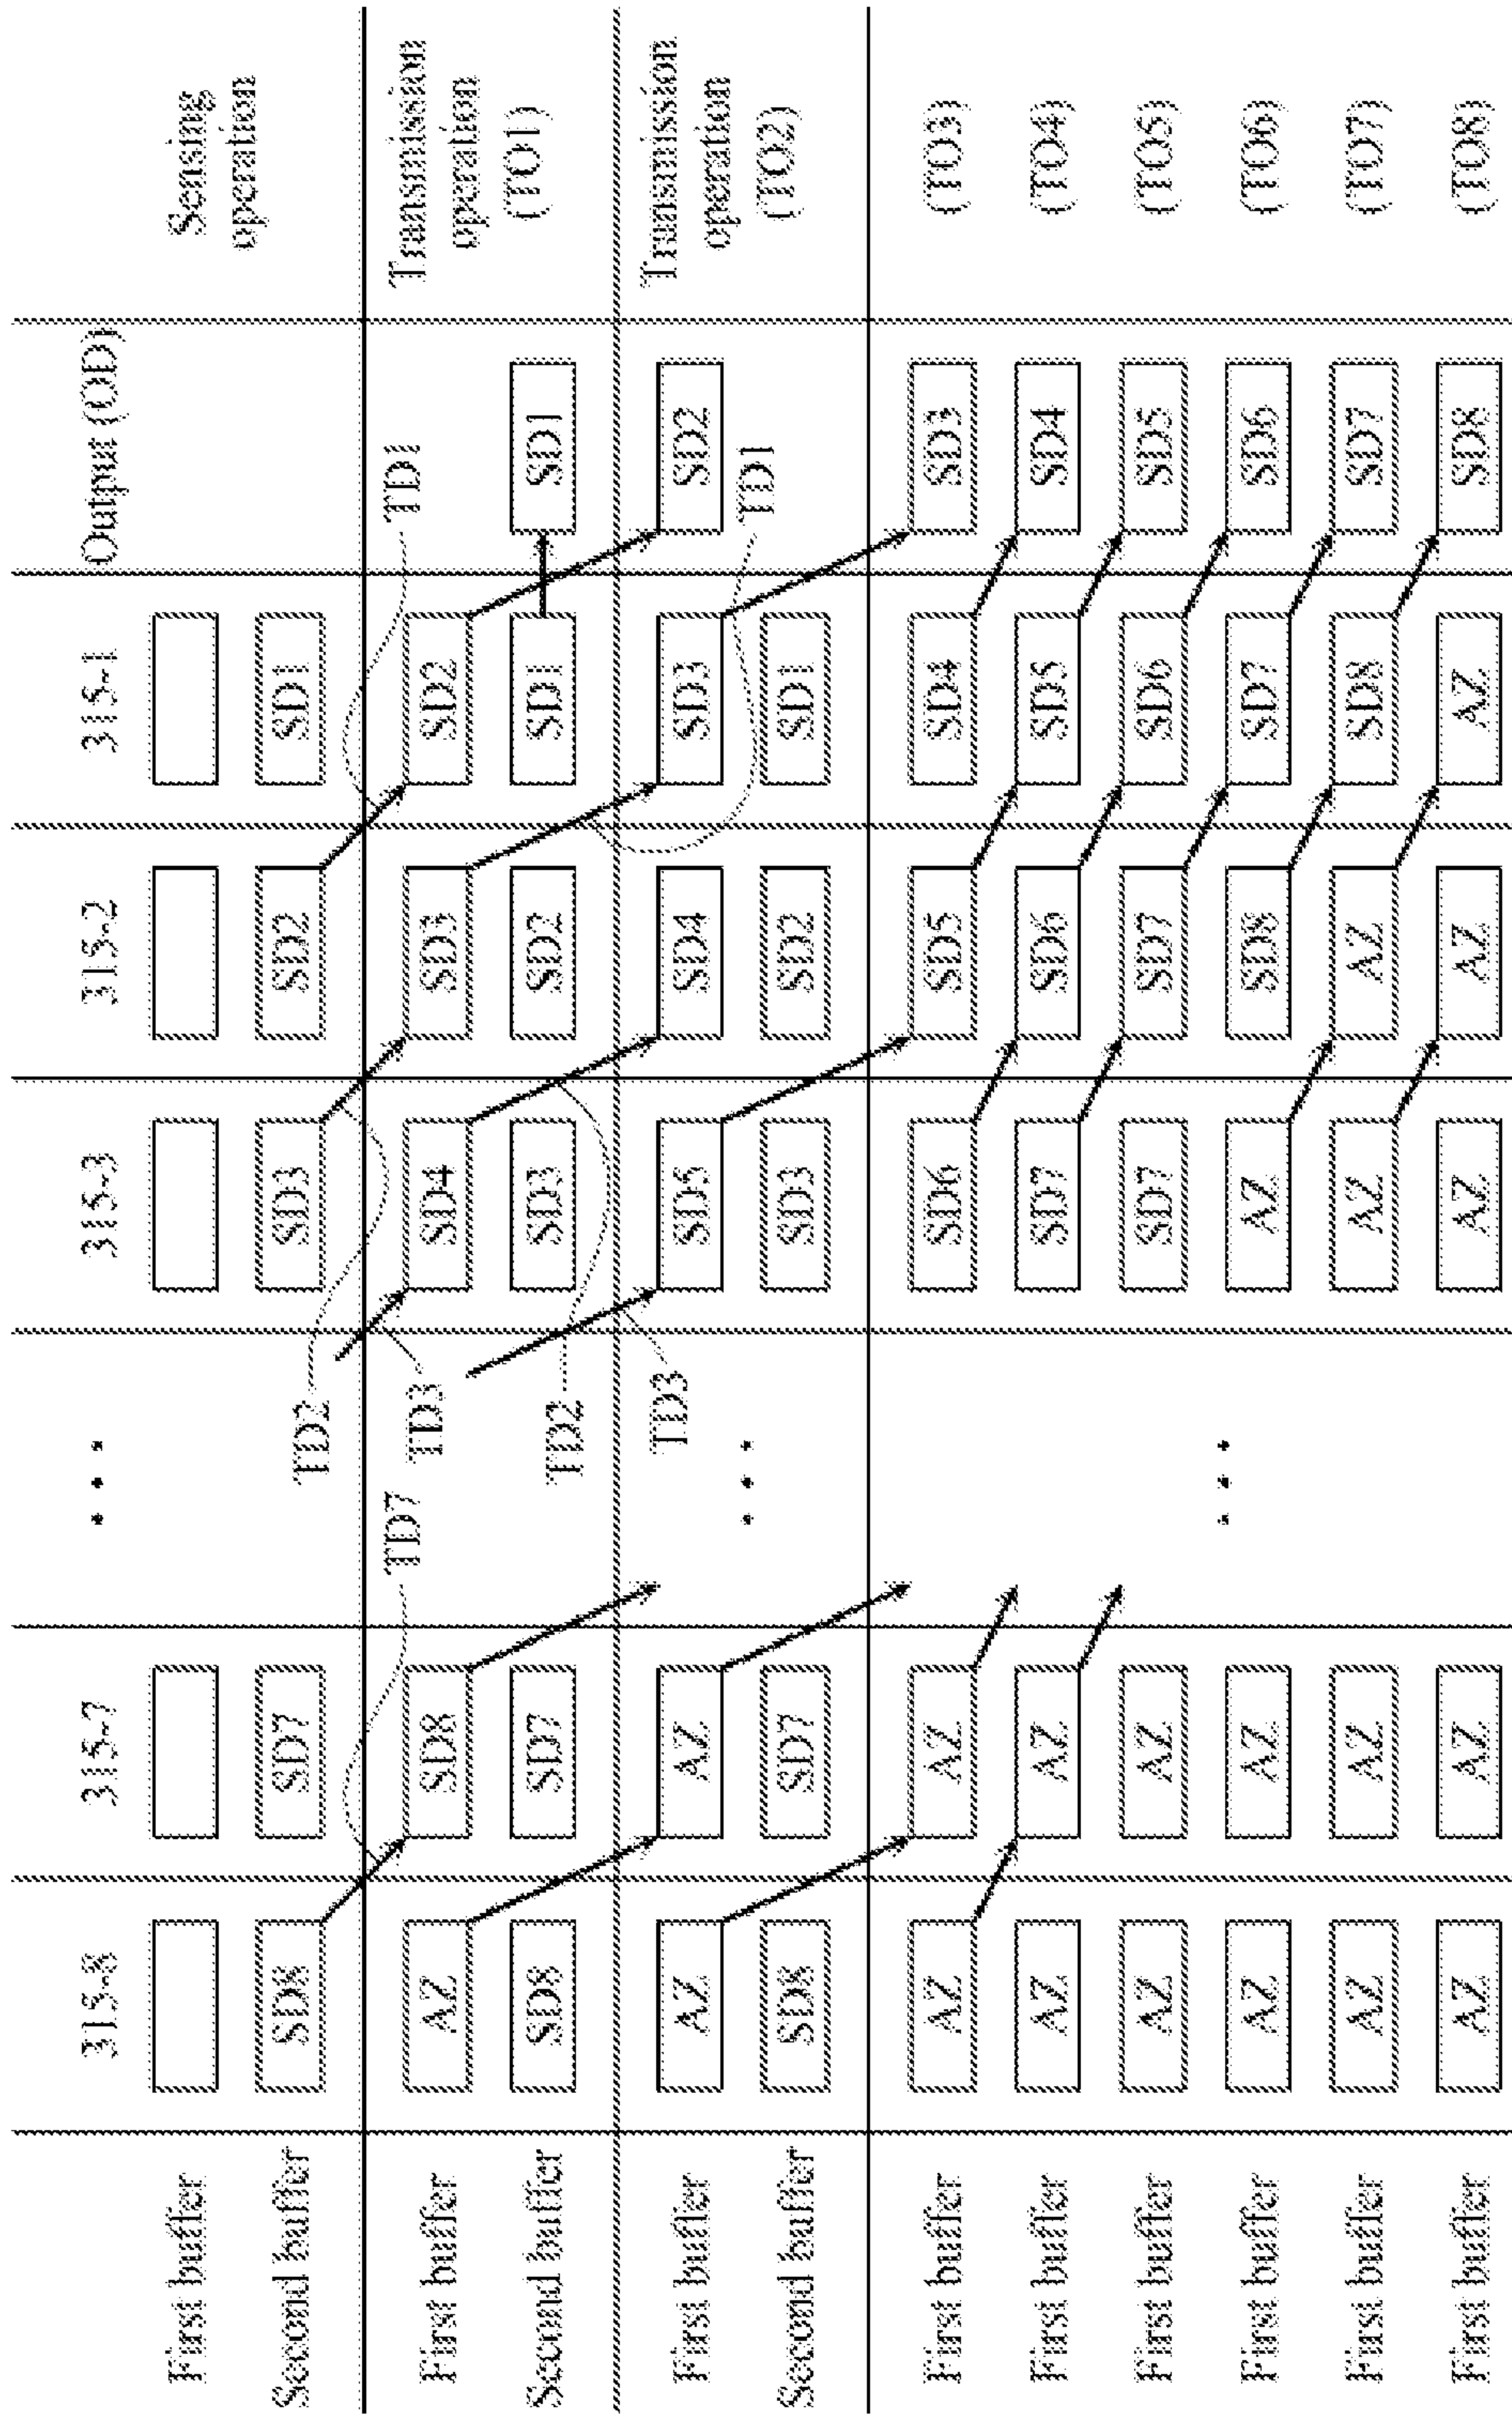 315-8 315-7 • • • 315-3 315-2 315-1 Output (OD)
First buffer
Sensing
operation
Second buffer SD8 SD7 SD3 SD2 SD1
TD2
TD7 TD3 TD1
First buffer AZ SD8 SD4 SD3 SD2
Transmission
operation
(TO1)
Second buffer SD8 SD7 SD3 SD2 SD1 SD1
TD2
TD3
First buffer AZ AZ SD5 SD4 SD3 SD2
Transmission
operation
(TO2)
TD1
Second buffer SD8 SD7 • • • SD3 SD2 SD1
First buffer AZ AZ SD6 SD5 SD4 SD3 (TO3)
First buffer AZ AZ SD7 SD6 SD5 SD4 (TO4)
First buffer AZ AZ SD7 SD7 SD6 SD5 (TO5)
First buffer AZ AZ • • • AZ SD8 SD7 SD6 (TO6)
First buffer AZ AZ AZ AZ SD8 SD7 (TO7)
First buffer AZ AZ AZ AZ AZ SD8 (TO8)